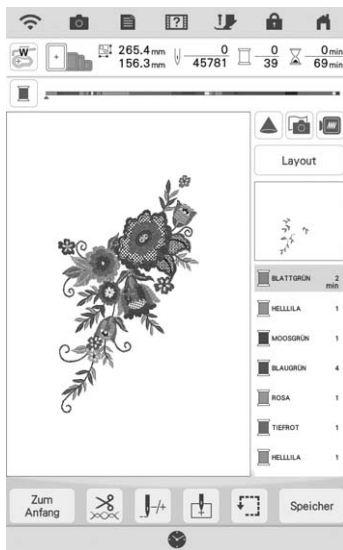 265.4 mm
156.3 mm
0
45781
0
39
0 min
69 min
Layout
BLATTGRÜN 2 min
HELLLILA 1
MOOSGRÜN 1
BLAUGRÜN 4
ROSA 1
TIEFROT 1
HELLLILA 1
Zum
Anfang
-/+
Speicher